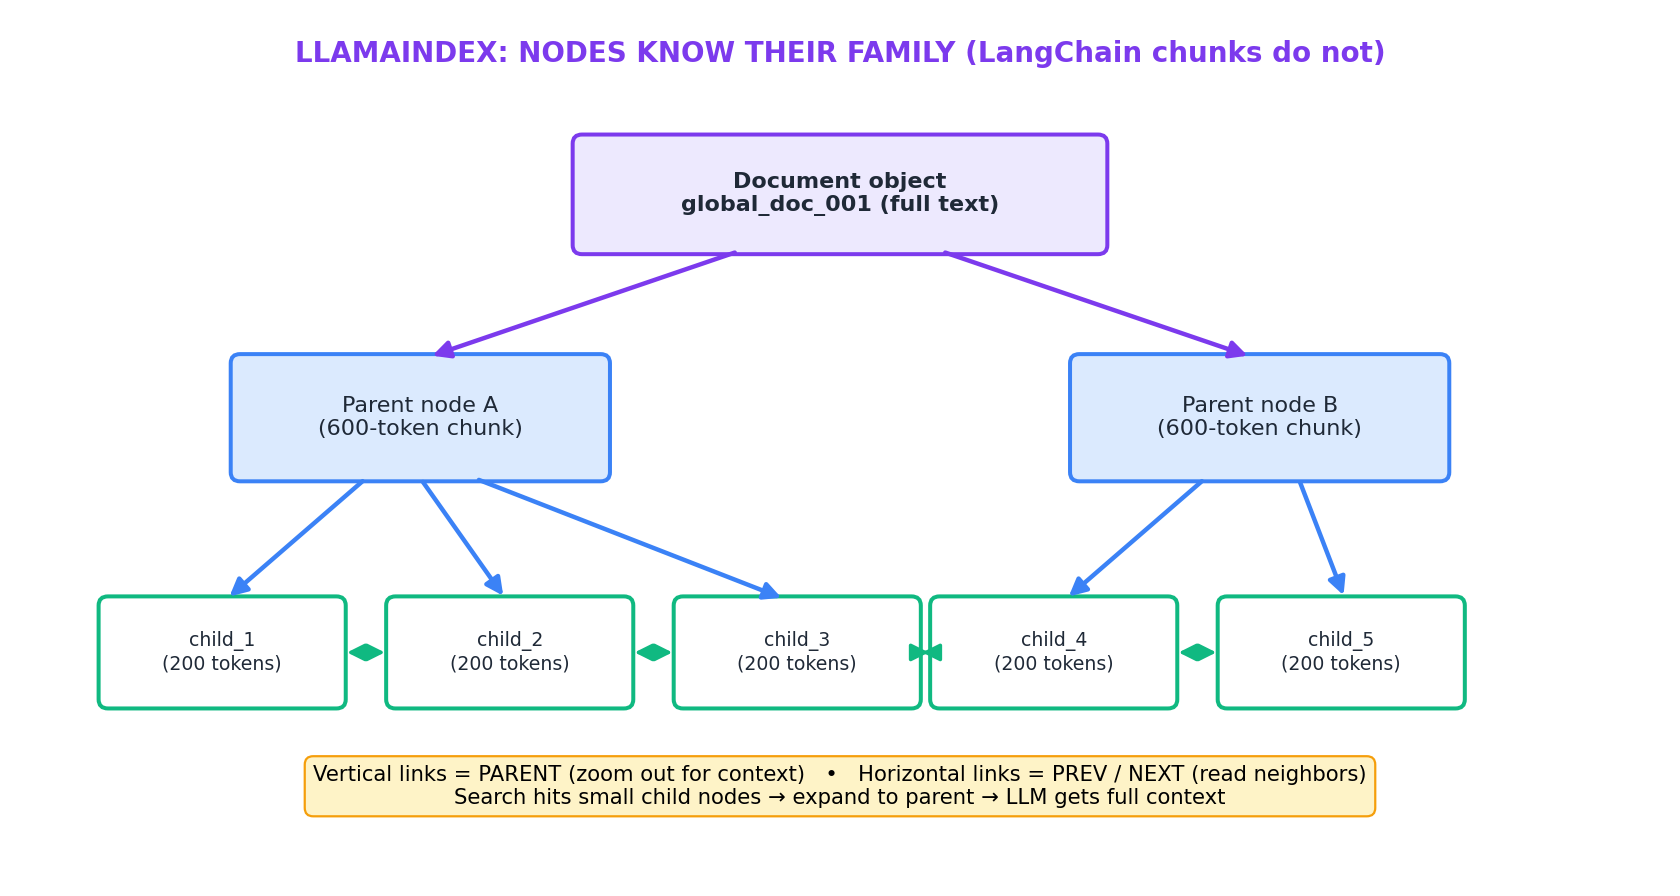 LLAMAINDEX: NODES KNOW THEIR FAMILY (LangChain chunks do not)
Document object
global_doc_001 (full text)
Parent node A
(600-token chunk)
Parent node B
(600-token chunk)
child_1
(200 tokens)
child_2
(200 tokens)
child_3
(200 tokens)
child_4
(200 tokens)
child_5
(200 tokens)
Vertical links = PARENT (zoom out for context) • Horizontal links = PREV / NEXT (read neighbors)
Search hits small child nodes → expand to parent → LLM gets full context